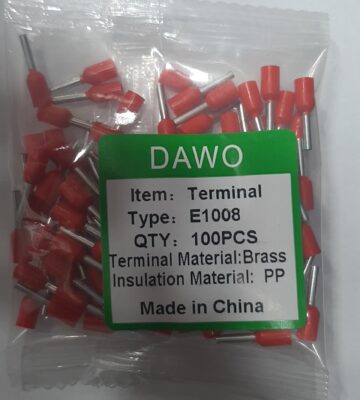 DAWO
Item: Terminal
Type: E1008
QTY: 100PCS
Terminal Material:Brass
Insulation Material: PP
Made in China